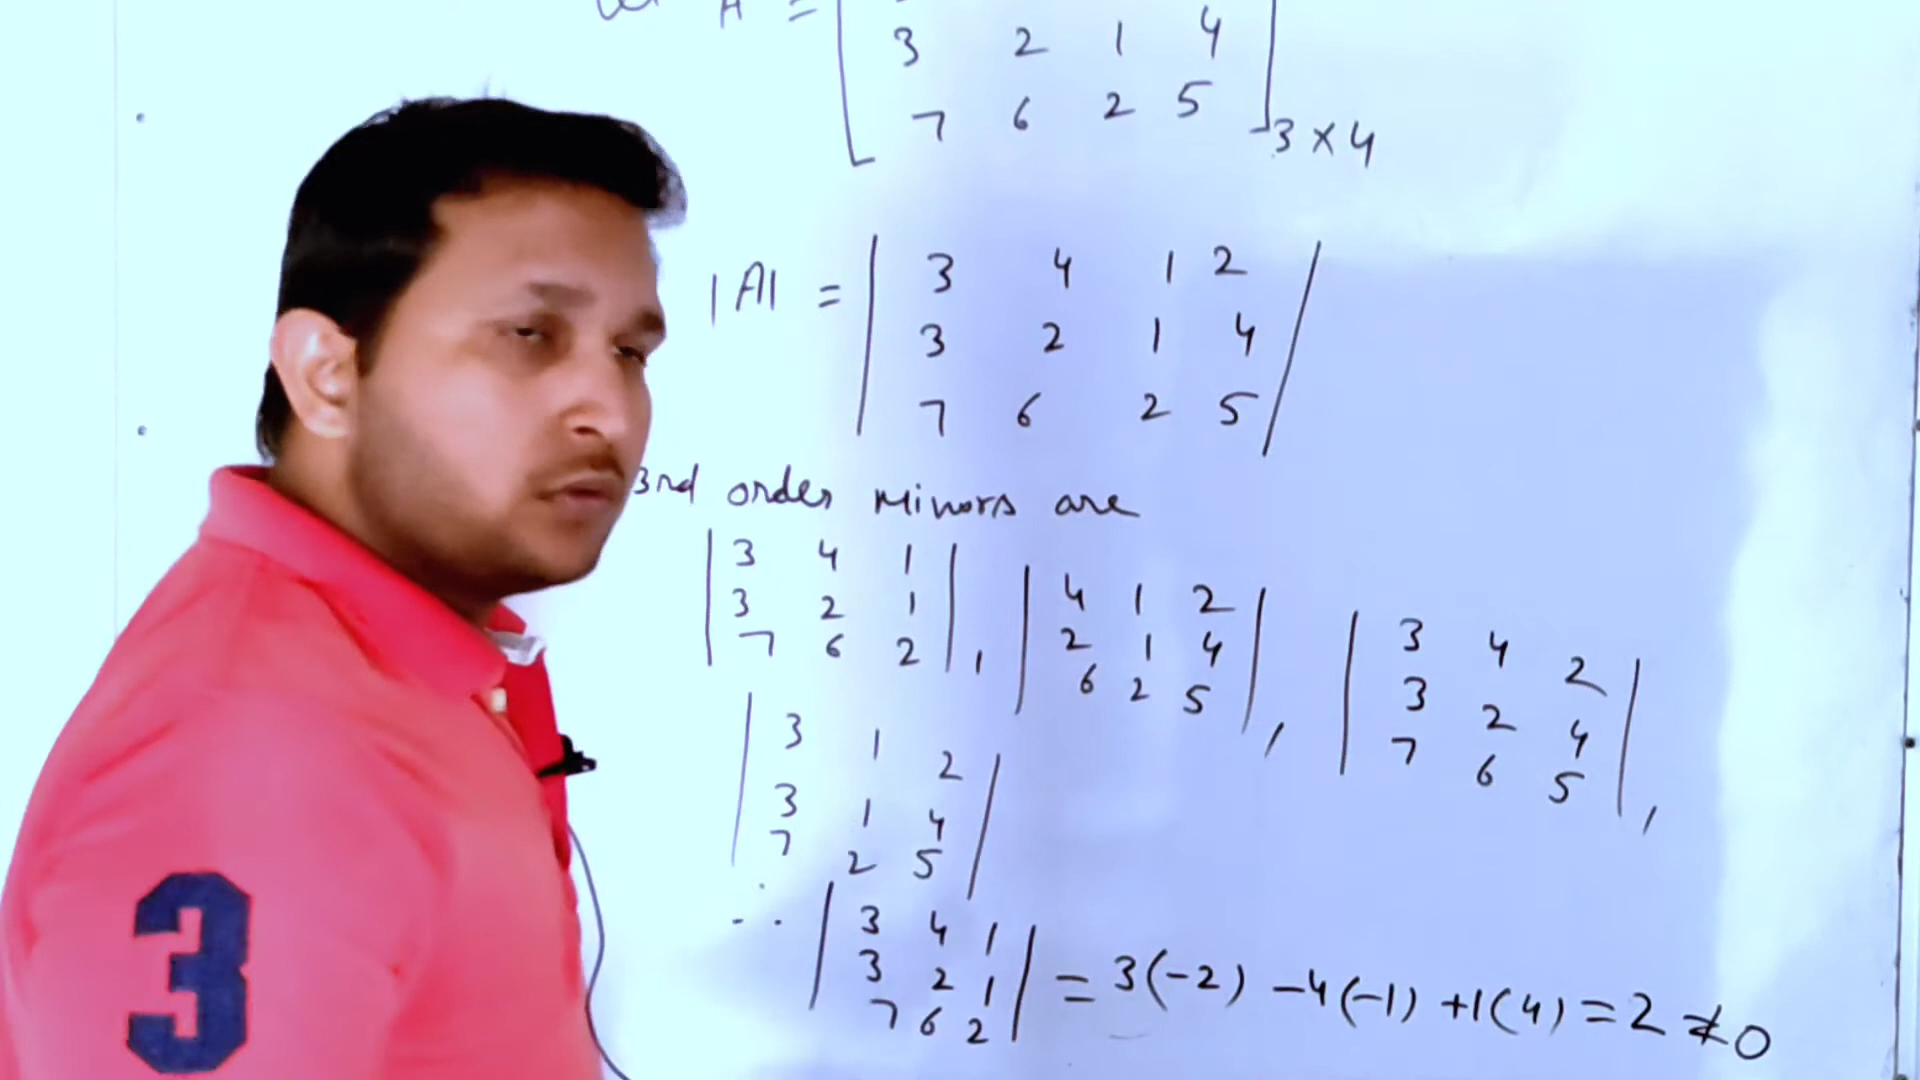 A =
3 2 1 4
7 6 2 5
3 × 4
|A| = | 3 4 1 2 |
3 2 1 4
7 6 2 5
3rd order Minors are
| 3 4 1 |
3 2 1
7 6 2 ,
| 4 1 2 |
2 1 4
6 2 5 ,
| 3 4 2 |
3 2 4
7 6 5 ,
| 3 1 2 |
3 1 4
7 2 5
∴ | 3 4 1 |
3 2 1
7 6 2
= 3(-2) -4(-1) +1(4) = 2 ≠ 0
3